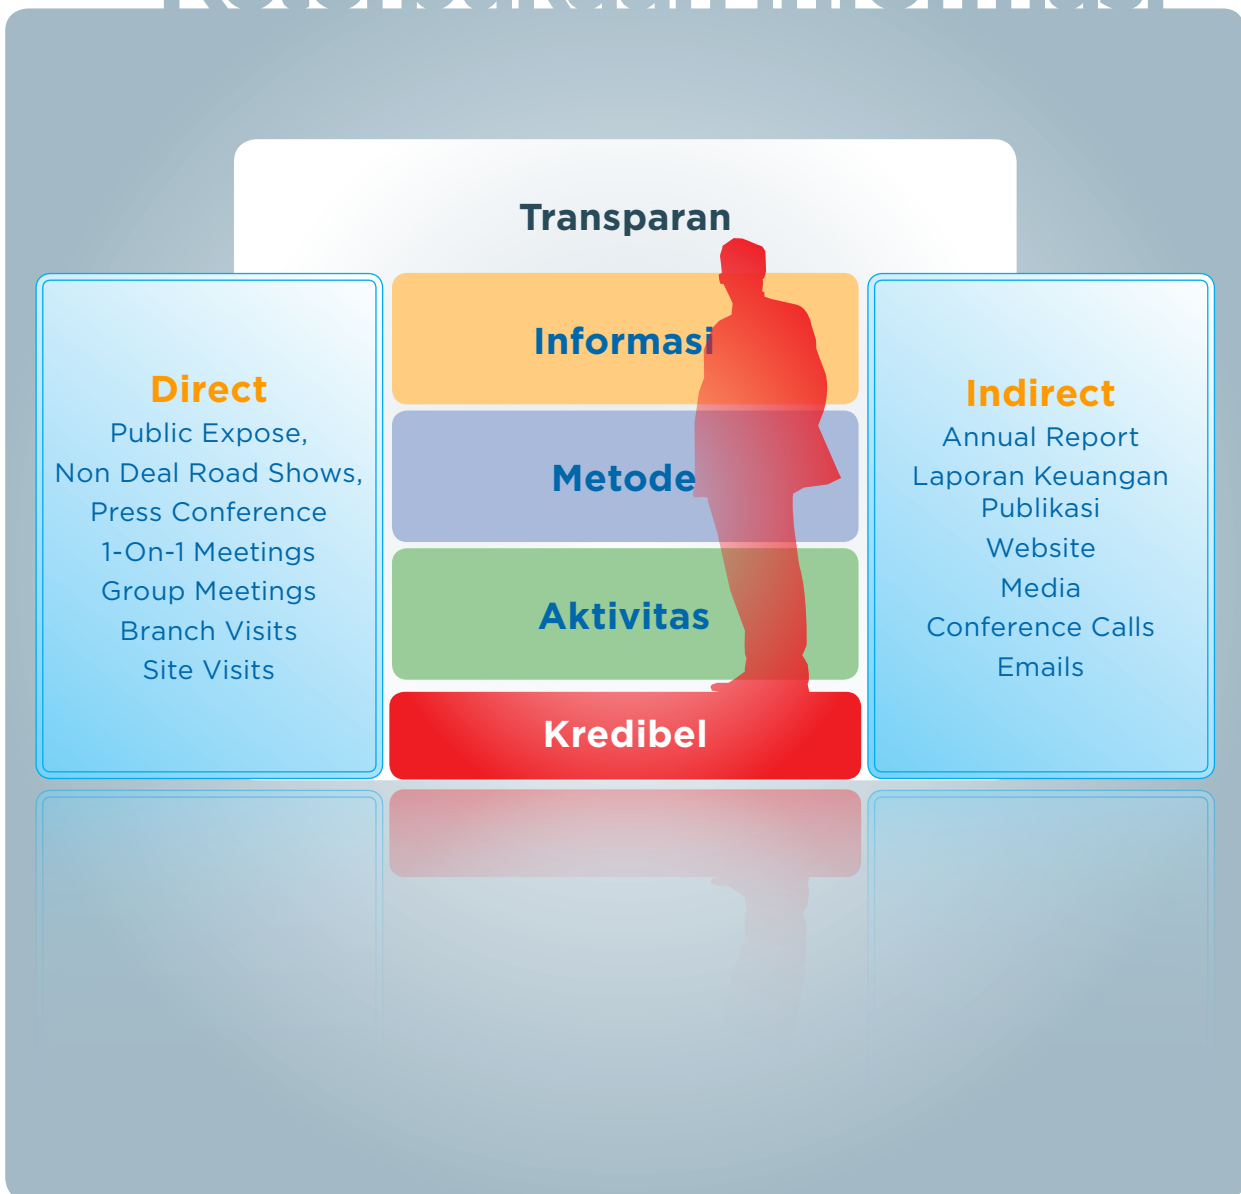 Transparan
Direct
Public Expose,
Non Deal Road Shows,
Press Conference
1-On-1 Meetings
Group Meetings
Branch Visits
Site Visits
Informasi
Metode
Aktivitas
Kredibel
Indirect
Annual Report
Laporan Keuangan
Publikasi
Website
Media
Conference Calls
Emails